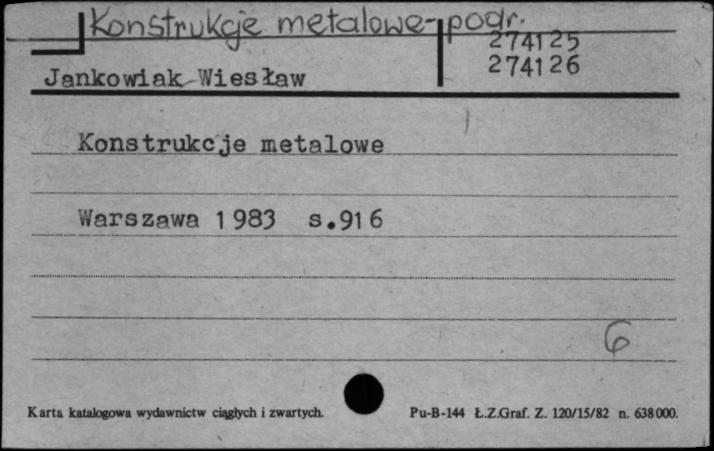 Konstrukcje metalowe-podr.
274125
Jankowiak Wiesław
274126
Konstrukcje metalowe
Warszawa 1983 s.916
6
Karta katalogowa wydawnictw ciągłych i zwartych.
Pu-B-144 Ł.Z.Graf. Z. 120/15/82 n. 638000.